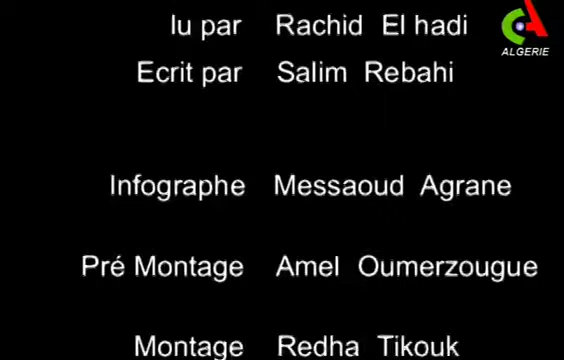 lu par Rachid El hadi
ALGERIE
Ecrit par Salim Rebahi
Infographe Messaoud Agrane
Pré Montage Amel Oumerzougue
Montage Redha Tikouk